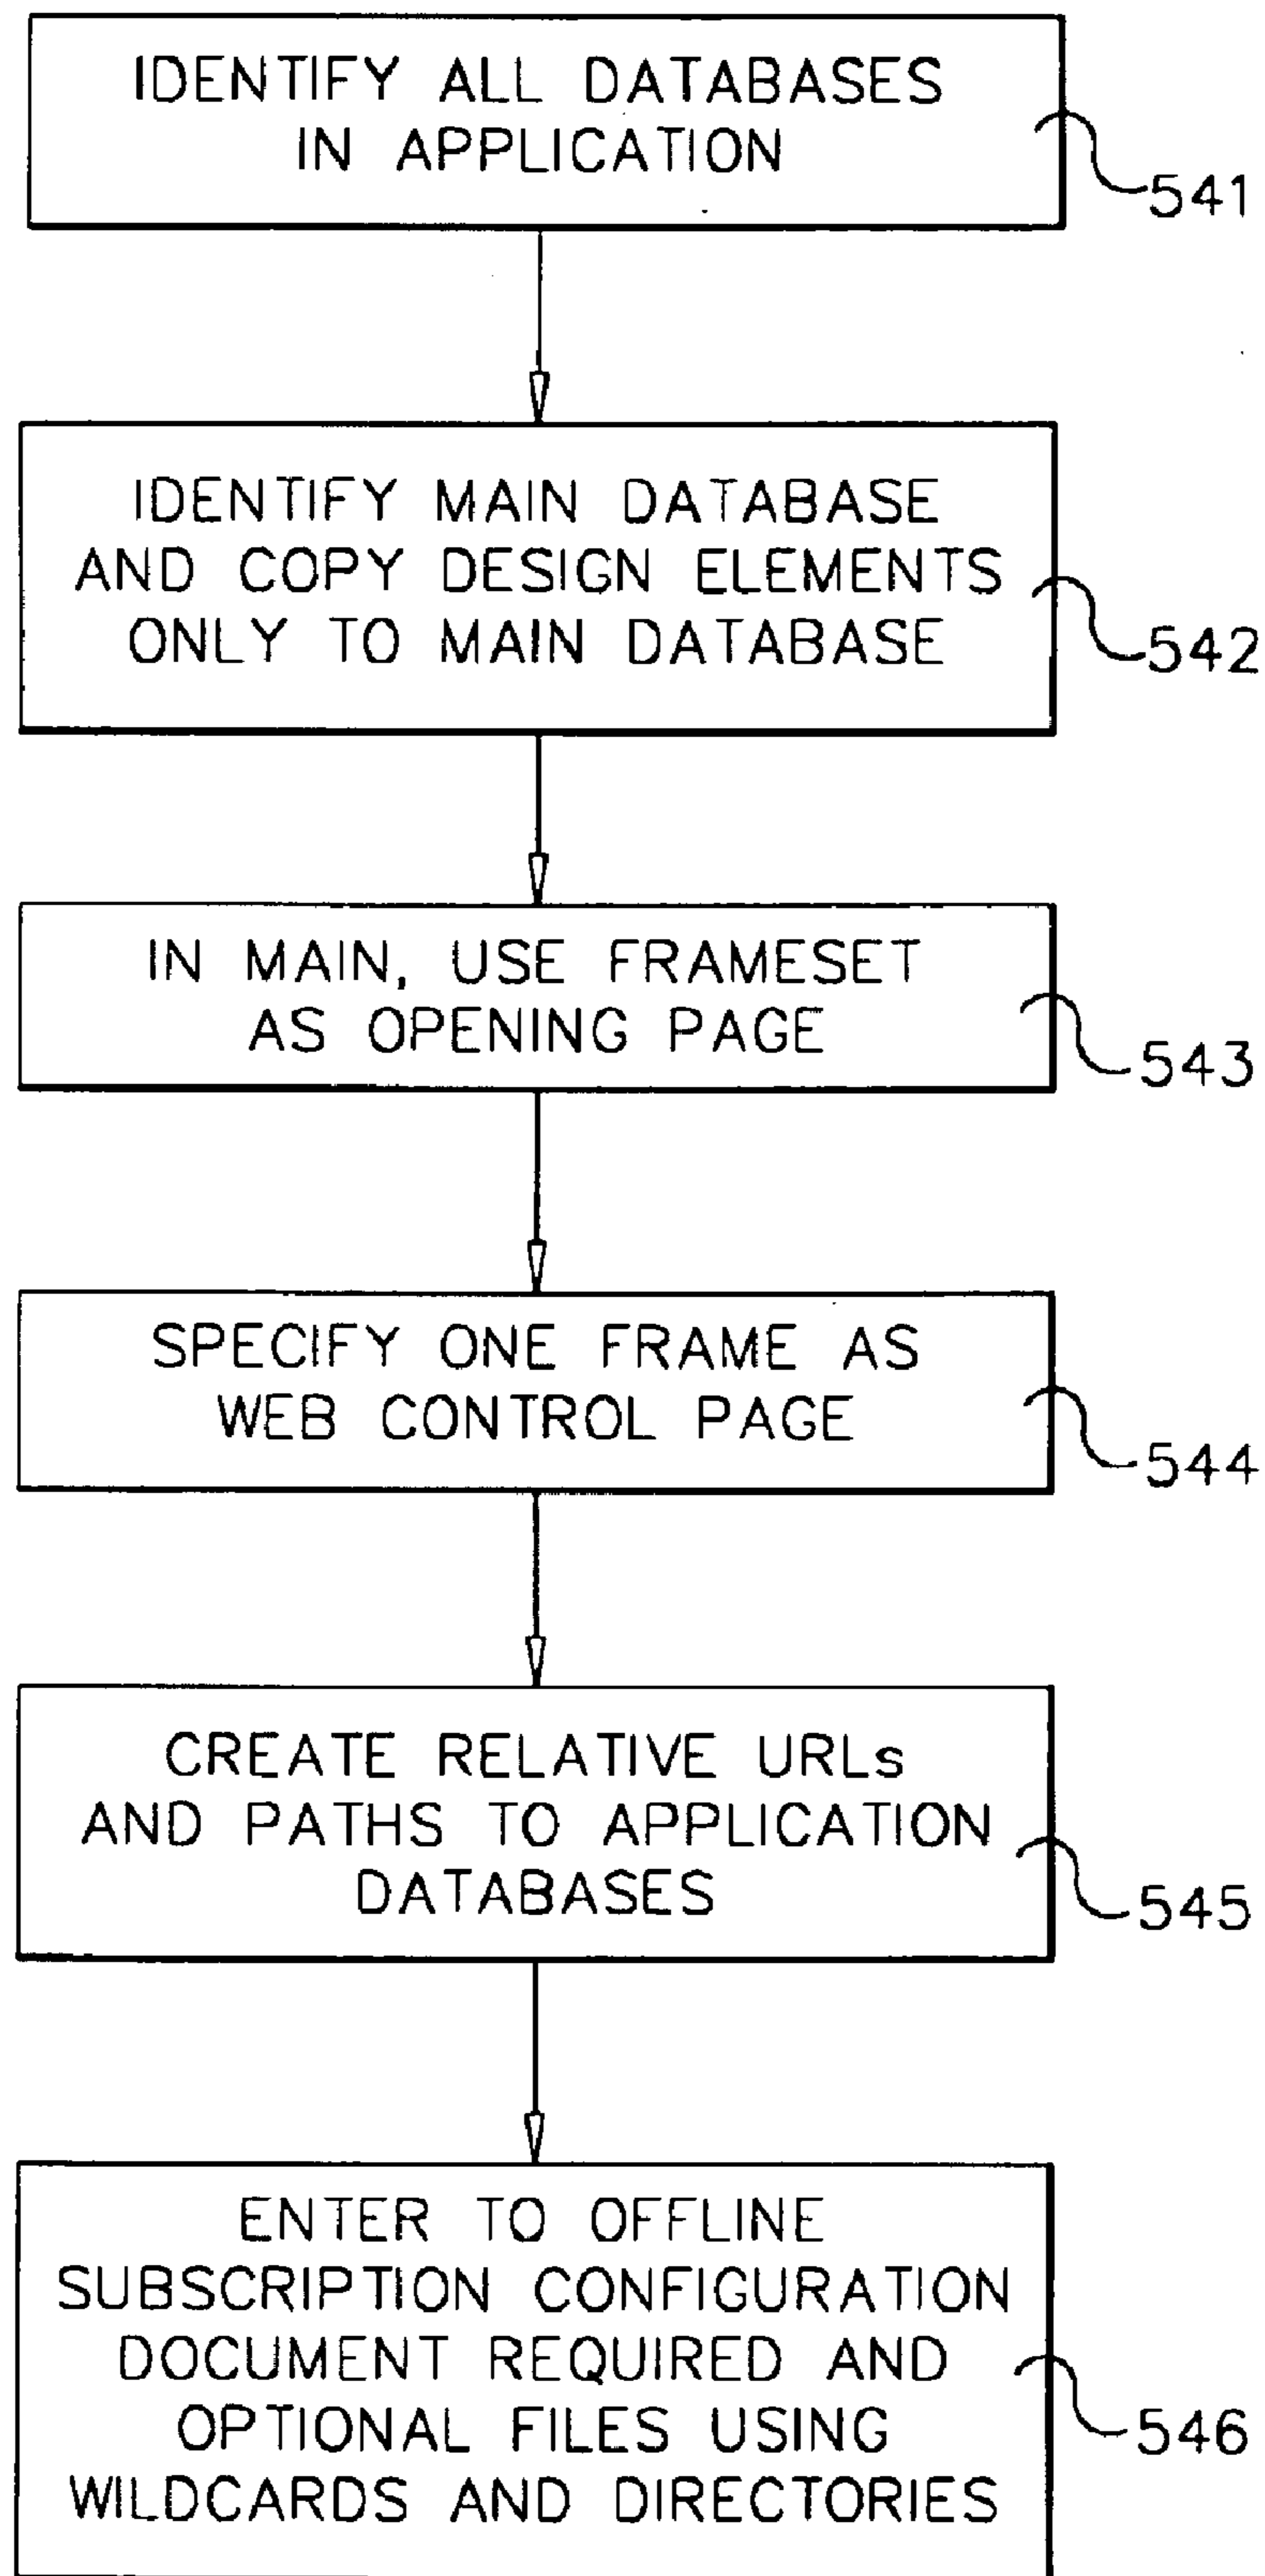 IDENTIFY ALL DATABASES
IN APPLICATION
541
IDENTIFY MAIN DATABASE
AND COPY DESIGN ELEMENTS
ONLY TO MAIN DATABASE
542
IN MAIN, USE FRAMESET
AS OPENING PAGE
543
SPECIFY ONE FRAME AS
WEB CONTROL PAGE
544
CREATE RELATIVE URLs
AND PATHS TO APPLICATION
DATABASES
545
ENTER TO OFFLINE
SUBSCRIPTION CONFIGURATION
DOCUMENT REQUIRED AND
OPTIONAL FILES USING
WILDCARDS AND DIRECTORIES
546